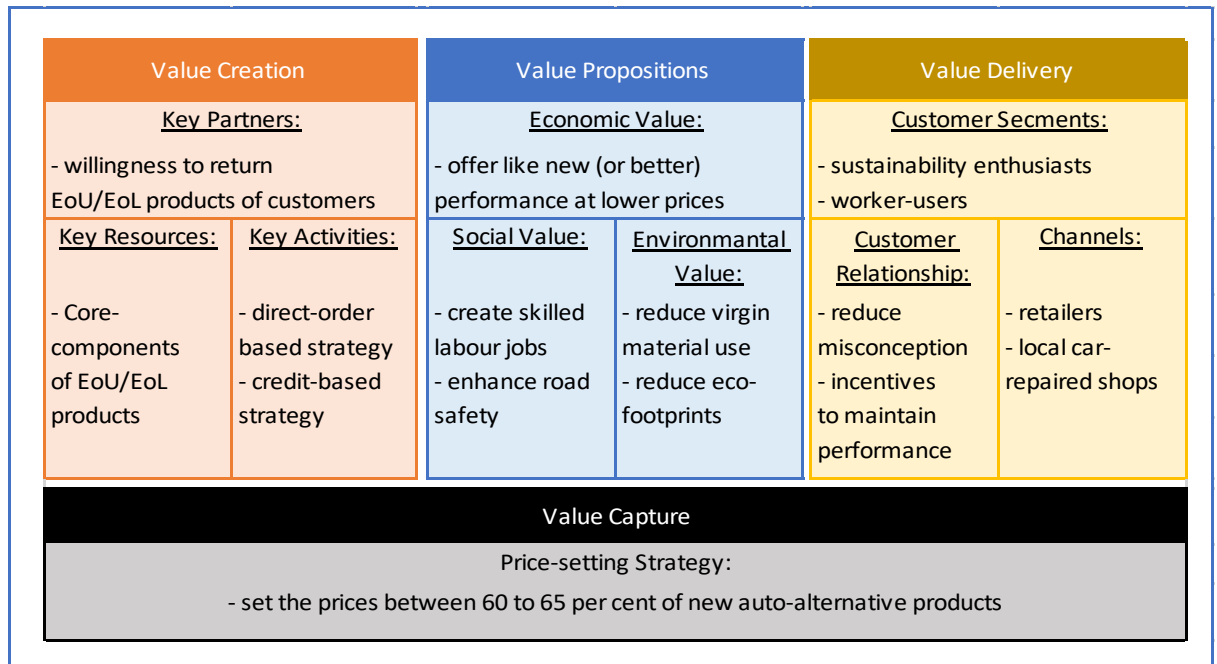 Value Creation
Key Partners:
- willingness to return
EoU/EoL products of customers
Key Resources:
- Core-
components
of EoU/EoL
products
Key Activities:
- direct-order
based strategy
- credit-based
strategy
Value Propositions
Economic Value:
- offer like new (or better)
performance at lower prices
Social Value:
- create skilled
labour jobs
- enhance road
safety
Environmantal
Value:
- reduce virgin
material use
- reduce eco-
footprints
Value Delivery
Customer Secments:
- sustainability enthusiasts
- worker-users
Customer
Relationship:
- reduce
misconception
- incentives
to maintain
performance
Channels:
- retailers
- local car-
repaired shops
Value Capture
Price-setting Strategy:
- set the prices between 60 to 65 per cent of new auto-alternative products